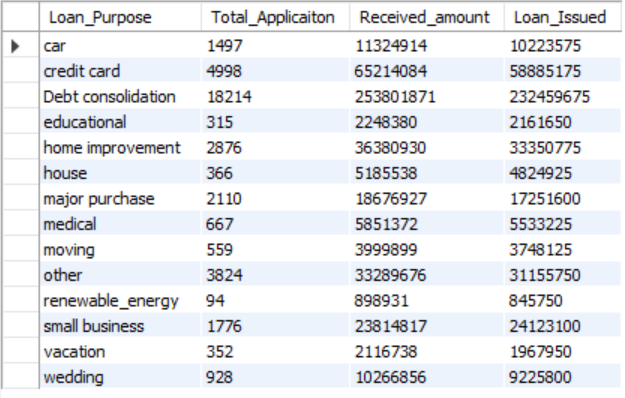 Loan_Purpose Total_Applicaiton Received_amount Loan_Issued
car 1497 11324914 10223575
credit card 4998 65214084 58885175
Debt consolidation 18214 253801871 232459675
educational 315 2248380 2161650
home improvement 2876 36380930 33350775
house 366 5185538 4824925
major purchase 2110 18676927 17251600
medical 667 5851372 5533225
moving 559 3999899 3748125
other 3824 33289676 31155750
renewable_energy 94 898931 845750
small business 1776 23814817 24123100
vacation 352 2116738 1967950
wedding 928 10266856 9225800